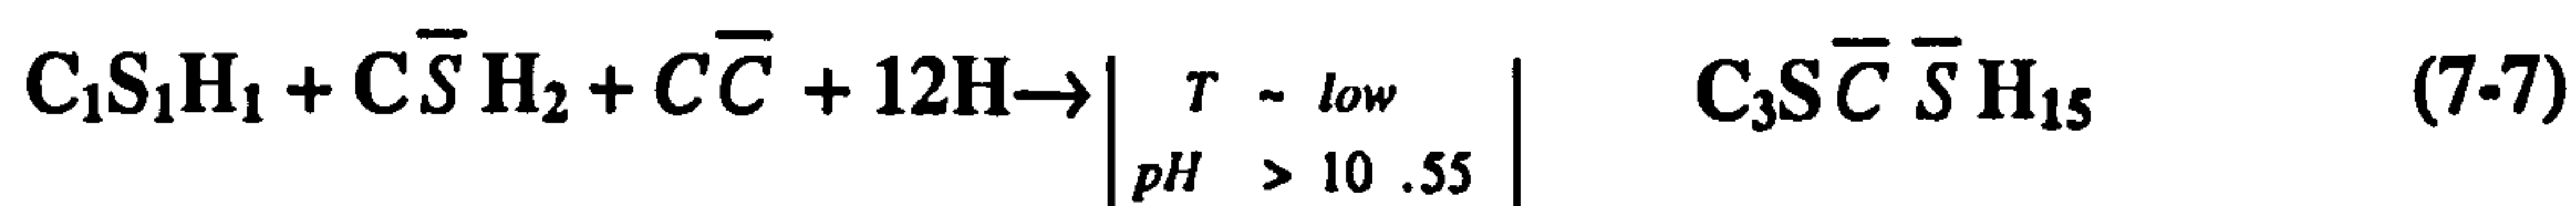 C₁S₁H₁ + CS̅H₂ + CC̅ + 12H→| T ~ low pH > 10 .55 | C₃SC̅ S̅H₁₅ (7-7)